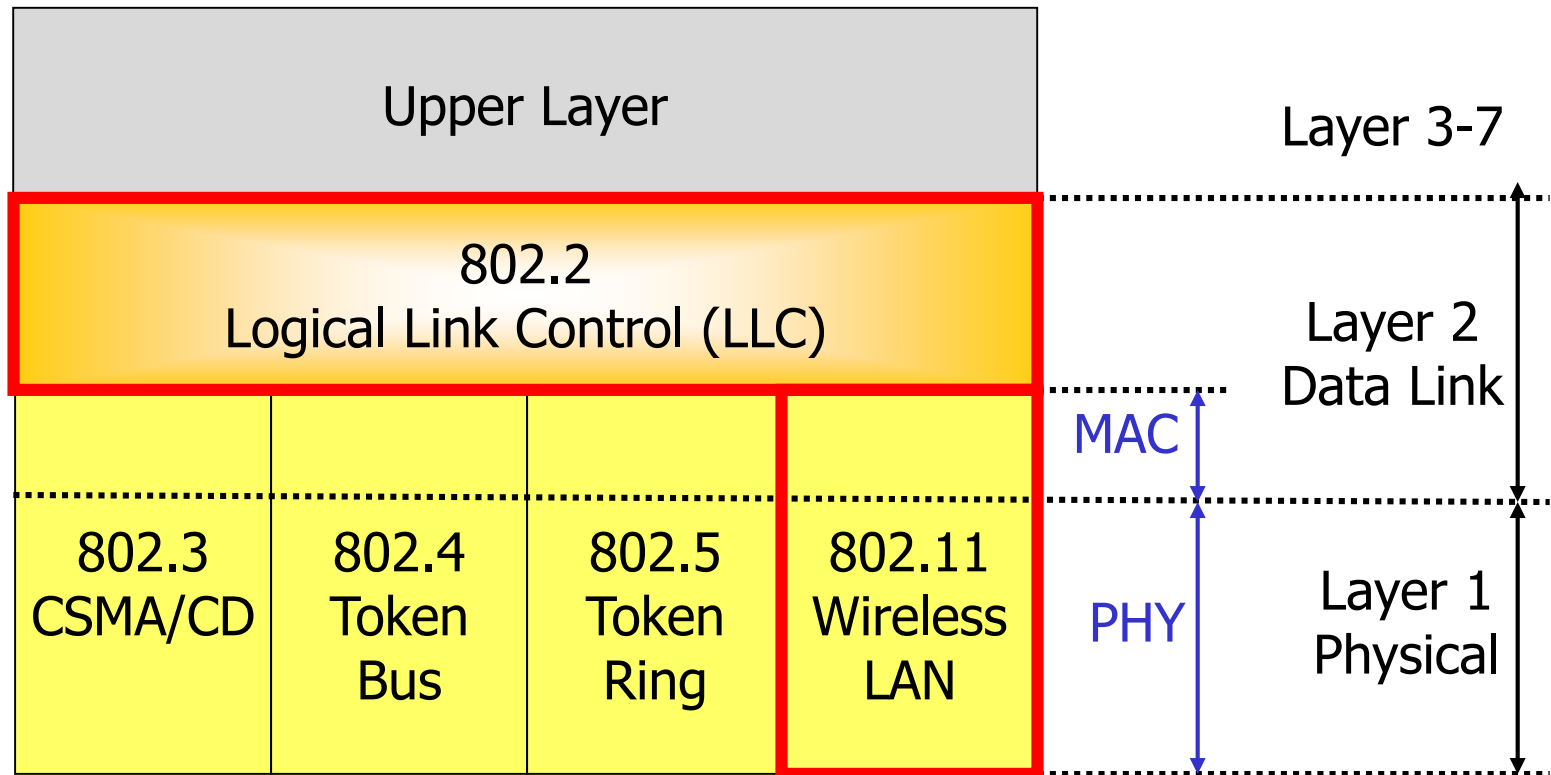 Upper Layer
Layer 3-7
802.2
Logical Link Control (LLC)
Layer 2
Data Link
MAC
802.3
CSMA/CD
802.4
Token
Bus
802.5
Token
Ring
802.11
Wireless
LAN
PHY
Layer 1
Physical